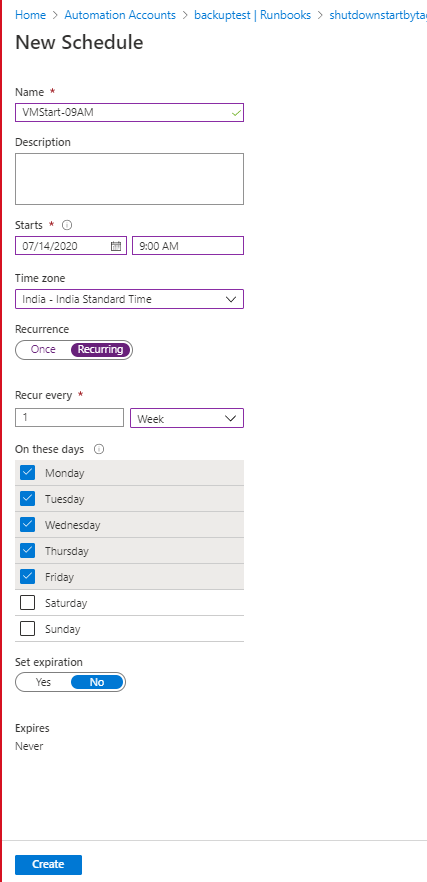 Home > Automation Accounts > backuptest | Runbooks > shutdownstartbytag
New Schedule
Name *
VMStart-09AM
Description
Starts *
07/14/2020 9:00 AM
Time zone
India - India Standard Time
Recurrence
Once Recurring
Recur every *
1 Week
On these days
Monday
Tuesday
Wednesday
Thursday
Friday
Saturday
Sunday
Set expiration
Yes No
Expires
Never
Create